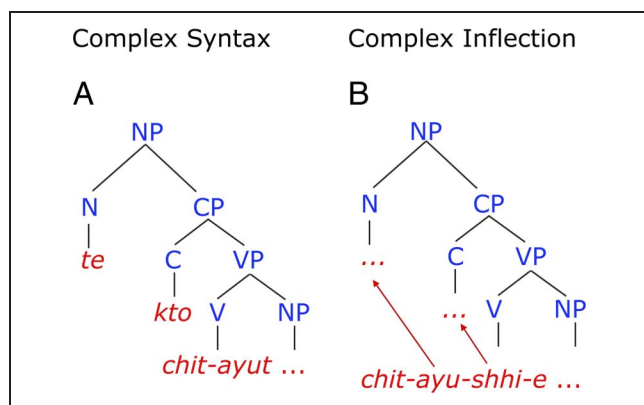 Complex Syntax
A
NP
N CP
te C VP
kto V NP
chit-ayut ...
Complex Inflection
B
NP
N CP
... C VP
... V NP
chit-ayu-shhi-e ...